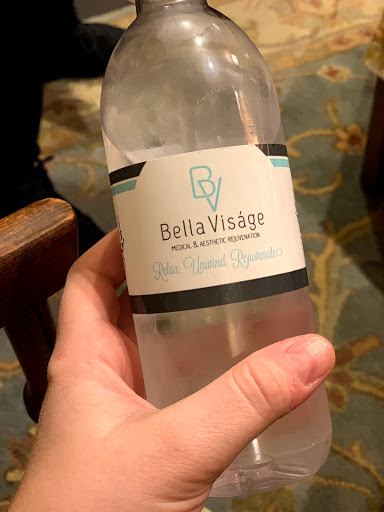 BV
Bella Viságe
MEDICAL & AESTHETIC REJUVENATION
Relax, Unwind, Rejuvenate